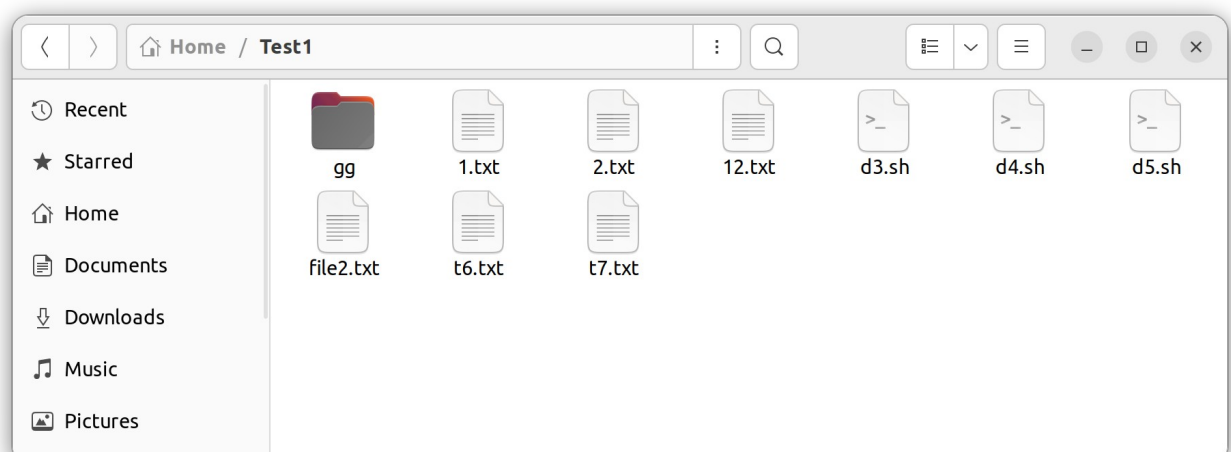 Home / Test1
Recent
Starred
Home
Documents
Downloads
Music
Pictures
gg 1.txt 2.txt 12.txt d3.sh d4.sh d5.sh
file2.txt t6.txt t7.txt